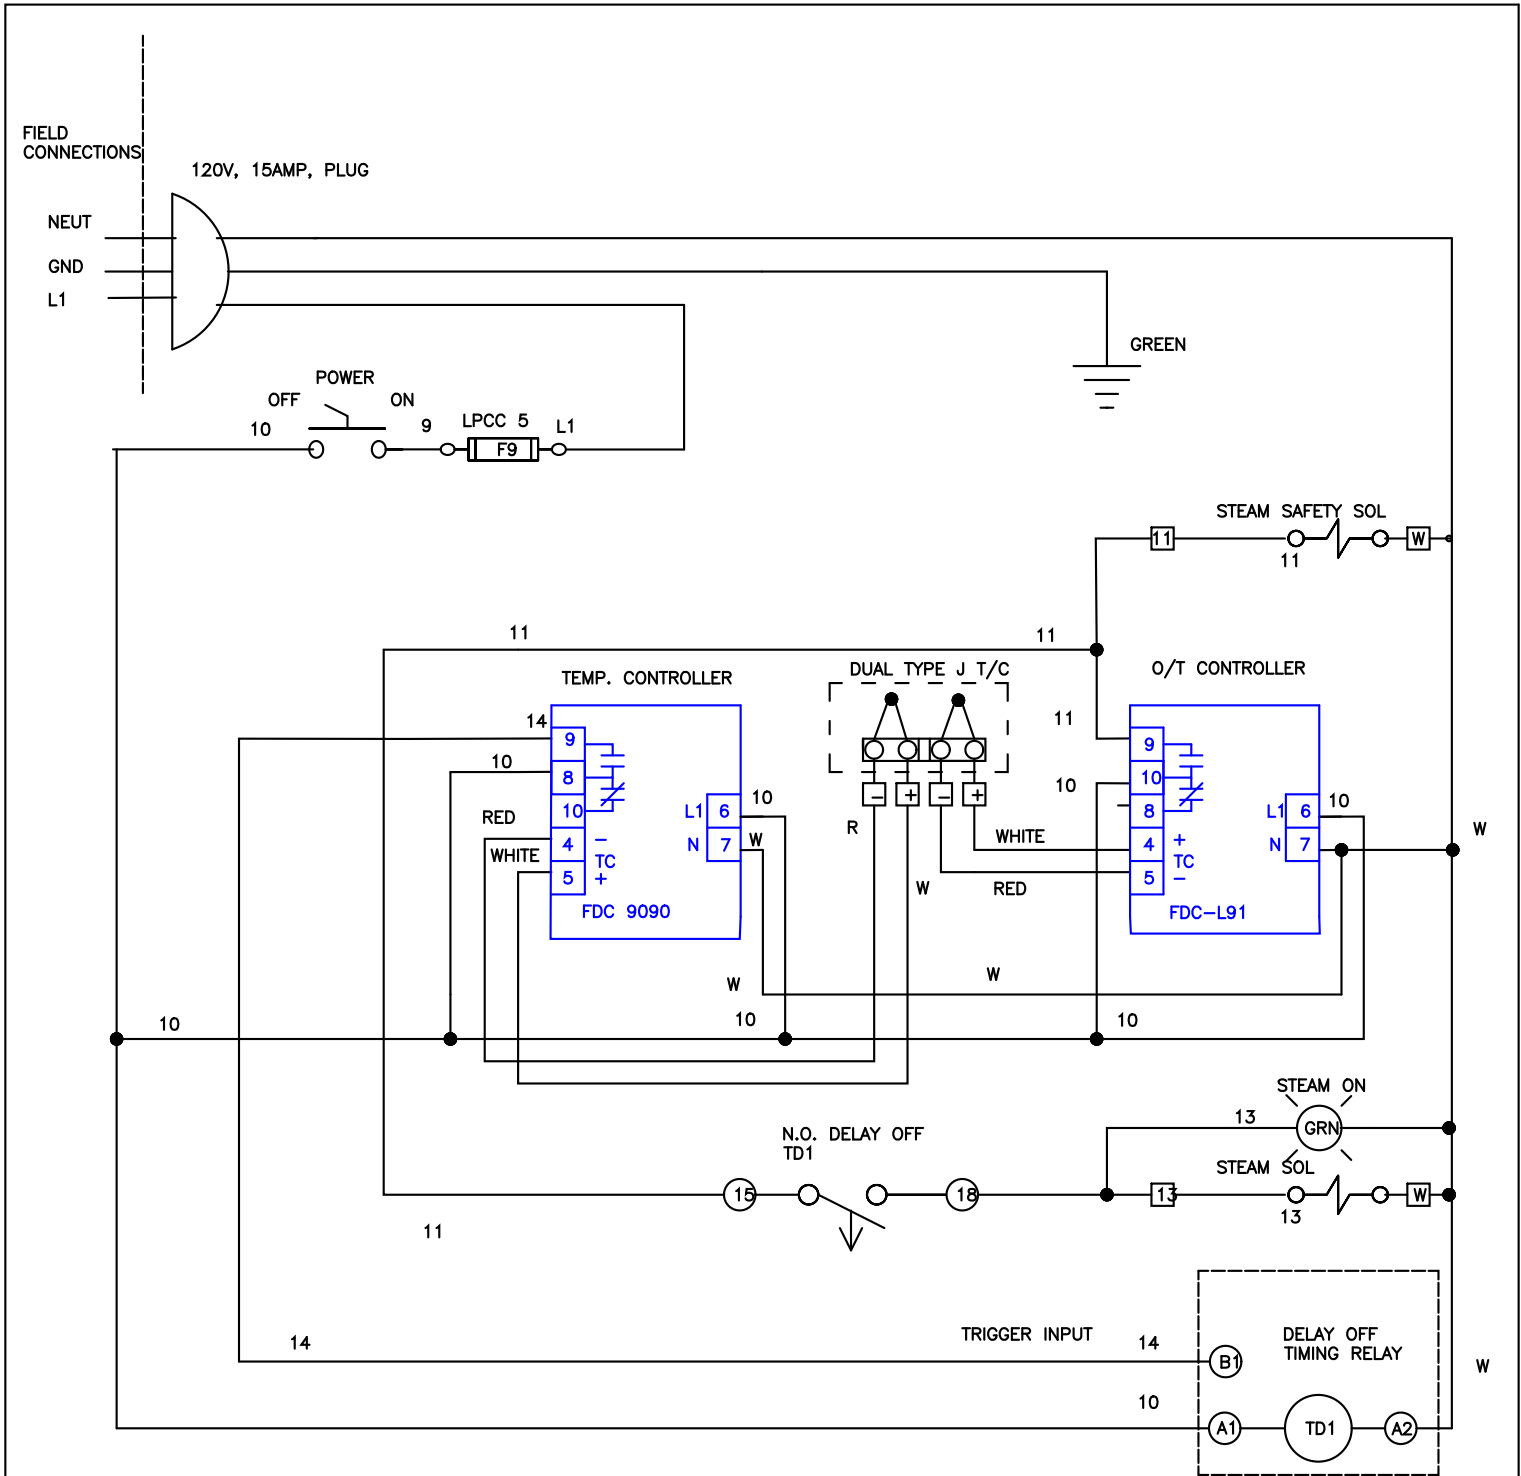 FIELD
CONNECTIONS
120V, 15AMP, PLUG
NEUT
GND
L1
GREEN
POWER
OFF
ON
10
9
LPCC 5
L1
F9
STEAM SAFETY SOL
11
W
11
11
11
DUAL TYPE J T/C
O/T CONTROLLER
TEMP. CONTROLLER
14
9
11
9
10
8
10
10
- + - +
10
8
RED
10
L1 6
10
R
L1 6
10
W
4 -
N 7
W
WHITE
4 +
N 7
WHITE
TC
TC
5 +
W
RED
5 -
FDC 9090
FDC-L91
W
W
10
10
10
STEAM ON
13
GRN
N.O. DELAY OFF
TD1
STEAM SOL
15
18
13
W
13
11
TRIGGER INPUT
14
14
DELAY OFF
TIMING RELAY
B1
W
10
A1
TD1
A2